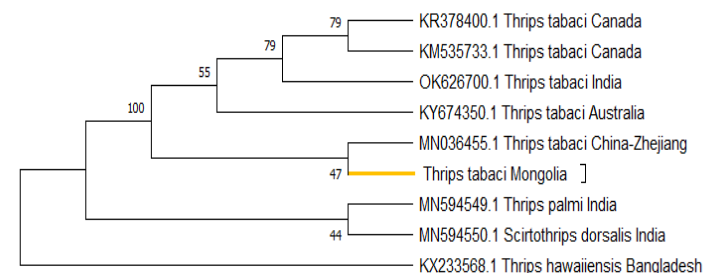 79
KR378400.1 Thrips tabaci Canada
79
KM535733.1 Thrips tabaci Canada
55
OK626700.1 Thrips tabaci India
100
KY674350.1 Thrips tabaci Australia
MN036455.1 Thrips tabaci China-Zhejiang
47
Thrips tabaci Mongolia ]
MN594549.1 Thrips palmi India
44
MN594550.1 Scirtothrips dorsalis India
KX233568.1 Thrips hawaiiensis Bangladesh